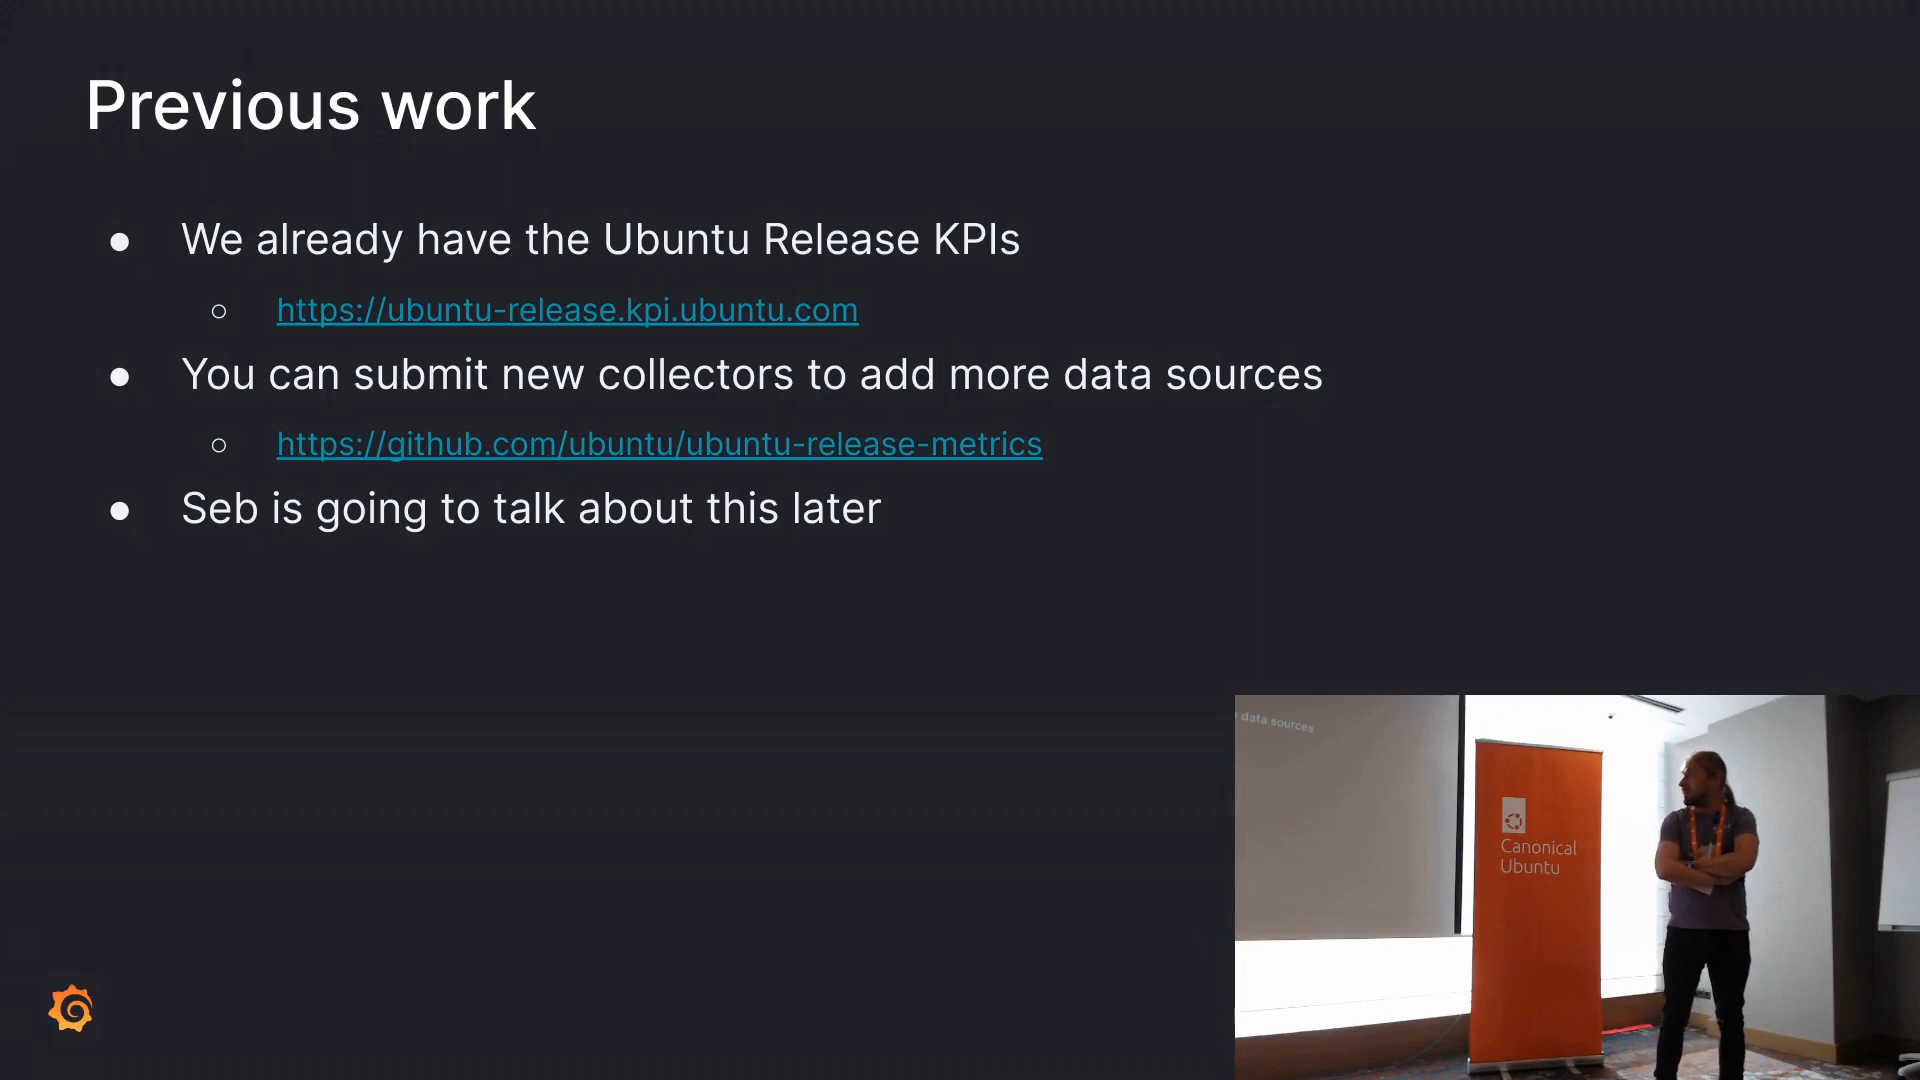 Previous work
● We already have the Ubuntu Release KPIs
○ https://ubuntu-release.kpi.ubuntu.com
● You can submit new collectors to add more data sources
○ https://github.com/ubuntu/ubuntu-release-metrics
● Seb is going to talk about this later
data sources
Canonical
Ubuntu